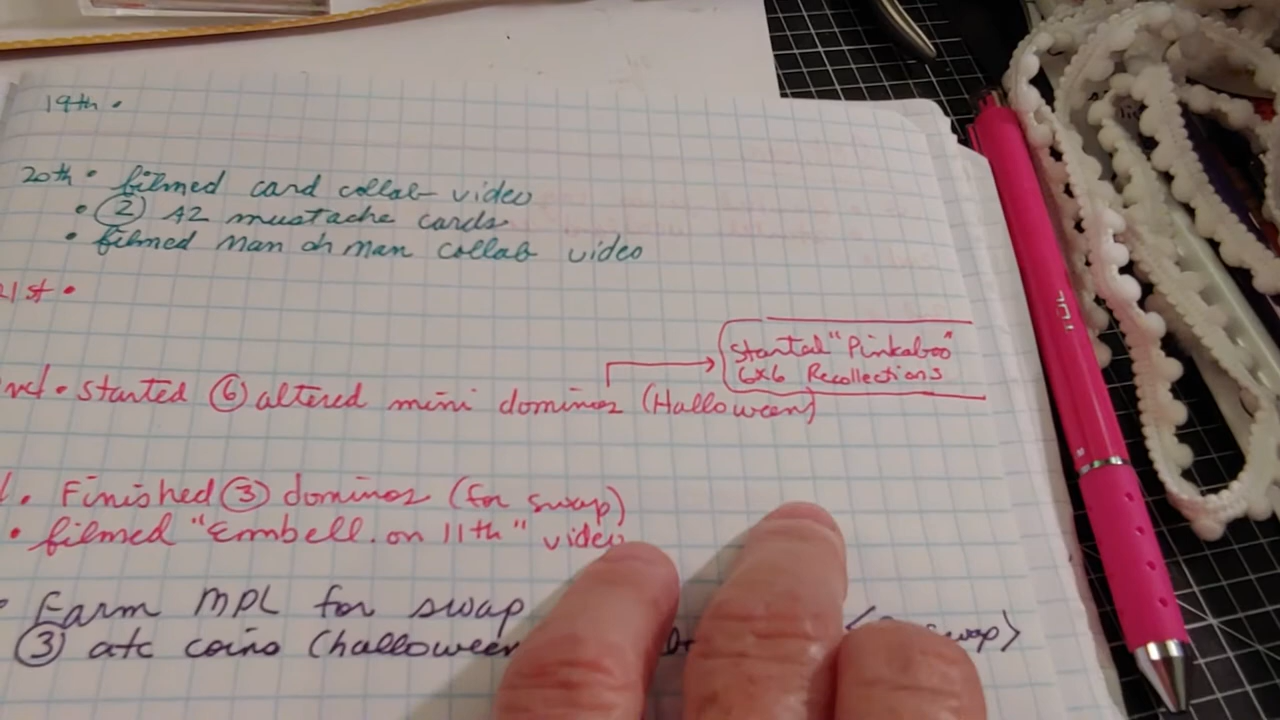 19th •
20th • filmed card collab video
• (2) A2 mustache cards
• filmed man oh man collab video
21st •
Started "Pinkaboo"
6x6 Recollections
• started (6) altered mini dominos (Halloween)
• Finished (3) dominos (for swap)
• filmed "Embell. on 11th" video
• Farm MPL for swap
(3) atc coins (halloween
swap)